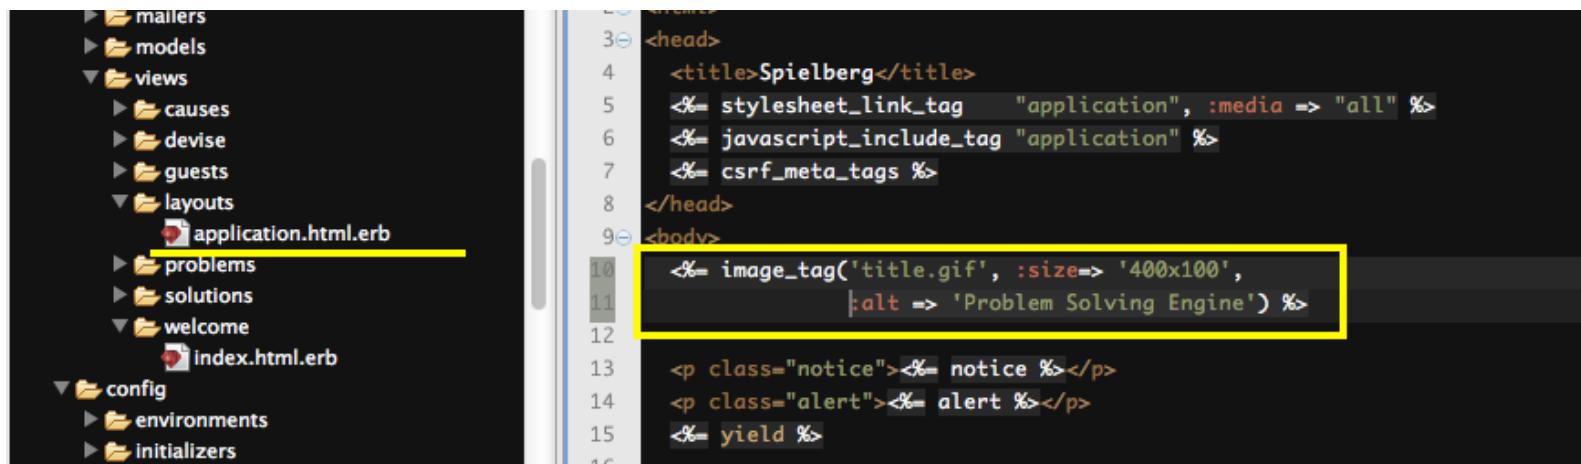 mailers
models
views
causes
devise
guests
layouts
application.html.erb
problems
solutions
welcome
index.html.erb
config
environments
initializers
2 <html>
3 <head>
4 <title>Spielberg</title>
5 <%= stylesheet_link_tag    "application", :media => "all" %>
6 <%= javascript_include_tag "application" %>
7 <%= csrf_meta_tags %>
8 </head>
9 <body>
10 <%= image_tag('title.gif', :size=> '400x100',
11 :alt => 'Problem Solving Engine') %>
12
13 <p class="notice"><%= notice %></p>
14 <p class="alert"><%= alert %></p>
15 <%= yield %>
16